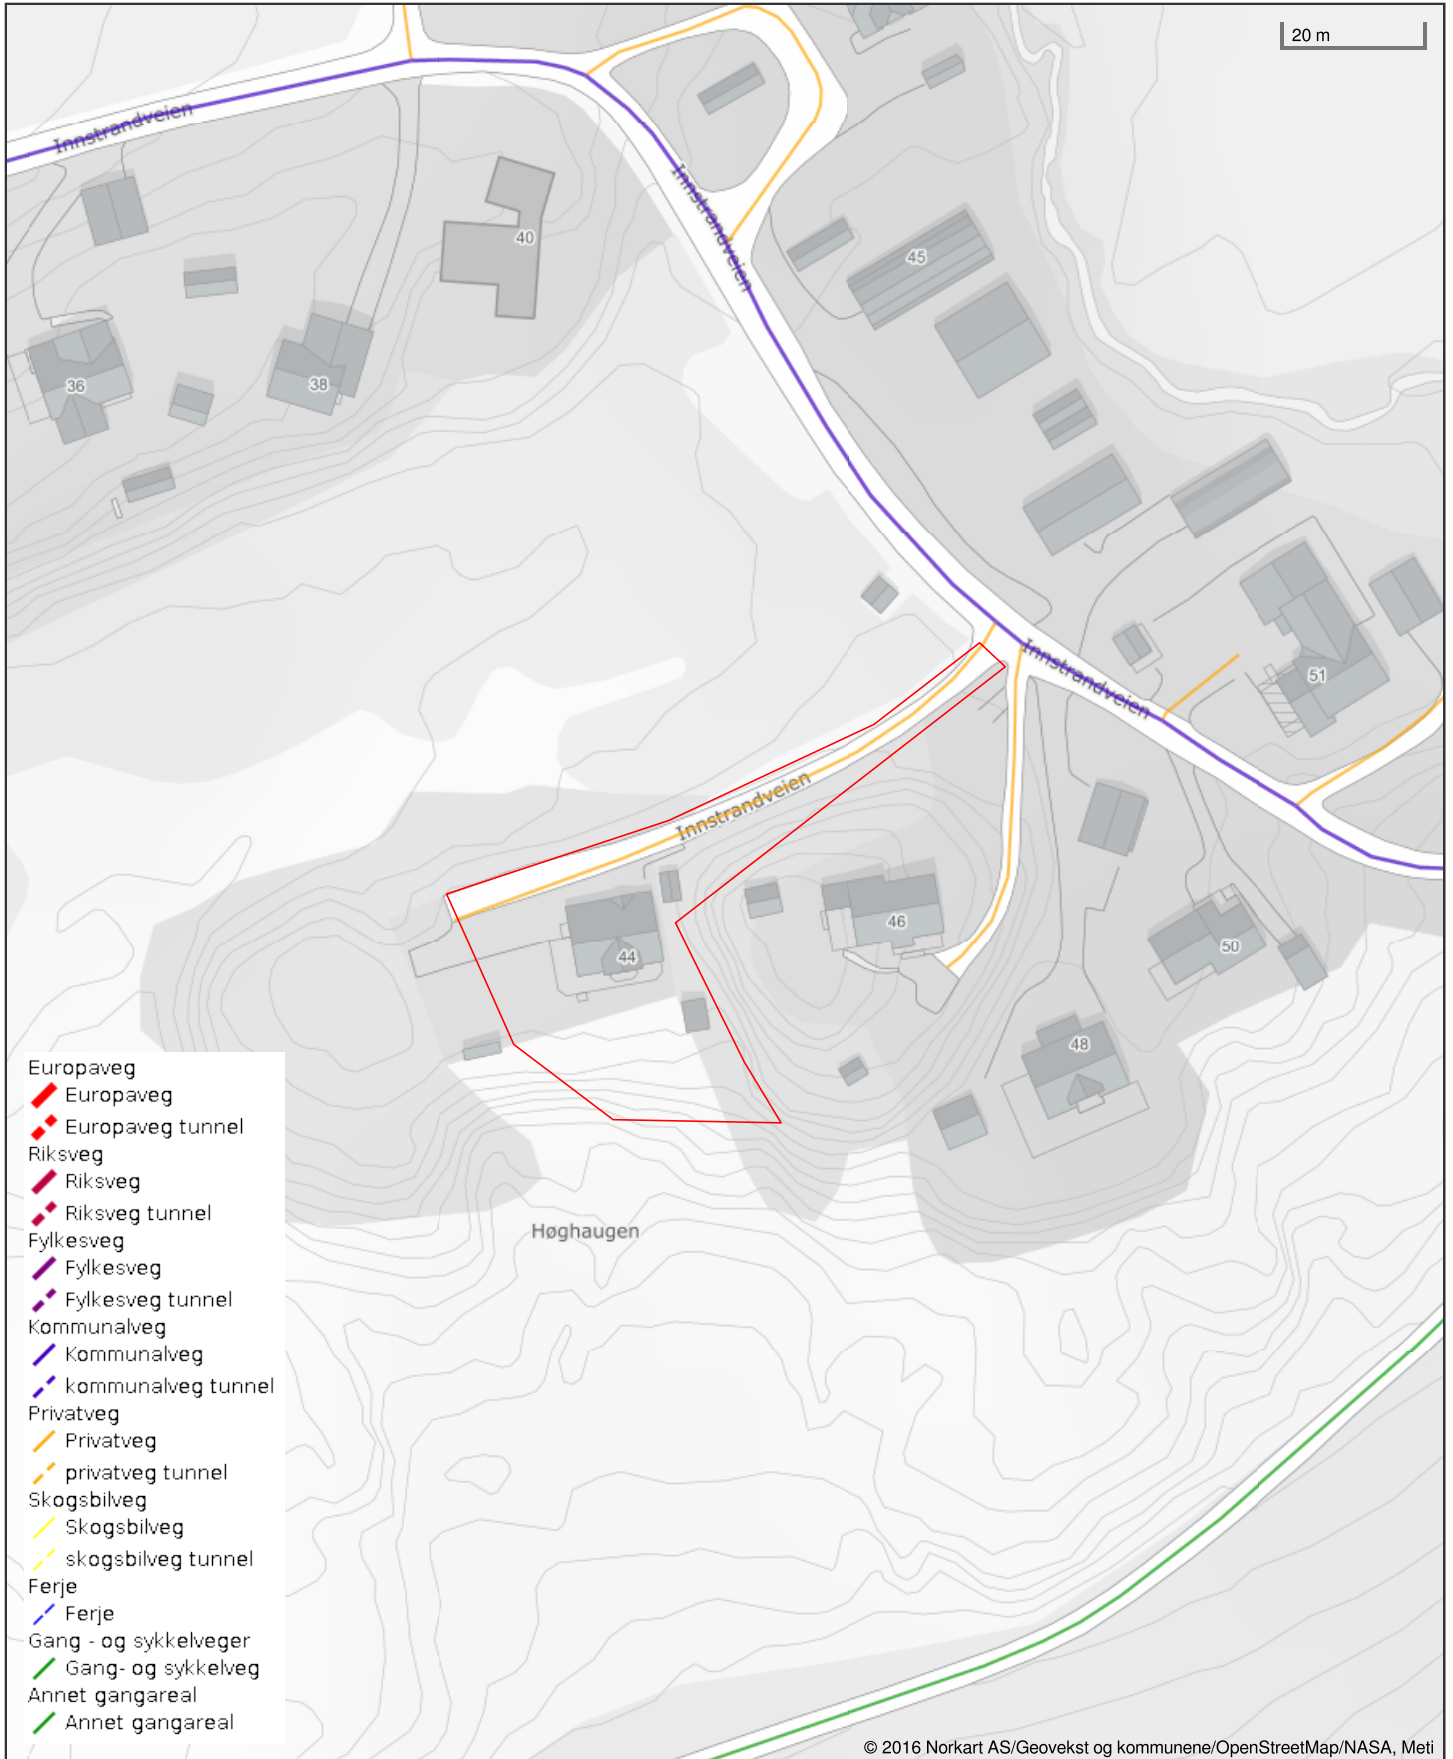 20 m
Innstrandveien
Innstrandveien
40
45
36
38
Innstrandveien
51
Innstrandveien
46
44
50
48
Høghaugen
Europaveg
Europaveg
Europaveg tunnel
Riksveg
Riksveg
Riksveg tunnel
Fylkesveg
Fylkesveg
Fylkesveg tunnel
Kommunalveg
Kommunalveg
kommunalveg tunnel
Privatveg
Privatveg
privatveg tunnel
Skogsbilveg
Skogsbilveg
skogsbilveg tunnel
Ferje
Ferje
Gang - og sykkelveger
Gang- og sykkelveg
Annet gangareal
Annet gangareal
© 2016 Norkart AS/Geovekst og kommunene/OpenStreetMap/NASA, Meti